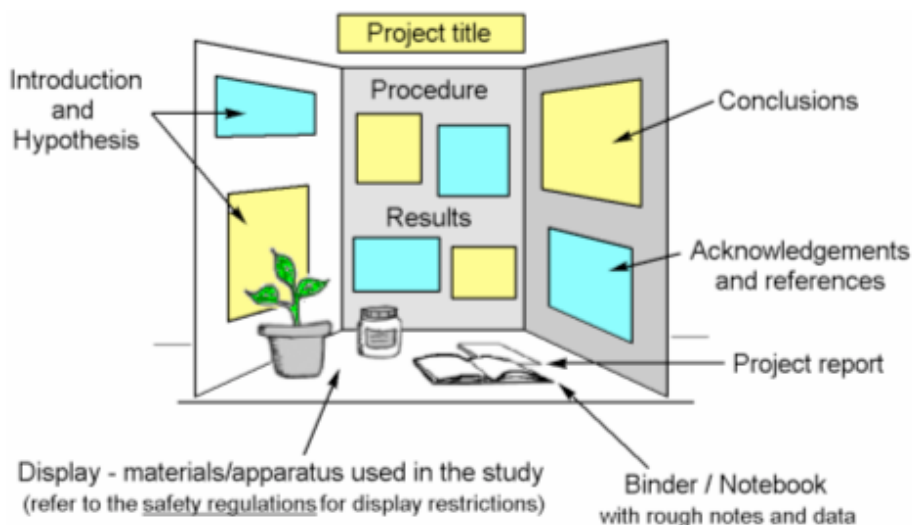 Project title
Introduction
and
Hypothesis
Procedure
Results
Conclusions
Acknowledgements
and references
Project report
Display - materials/apparatus used in the study
(refer to the safety regulations for display restrictions)
Binder / Notebook
with rough notes and data